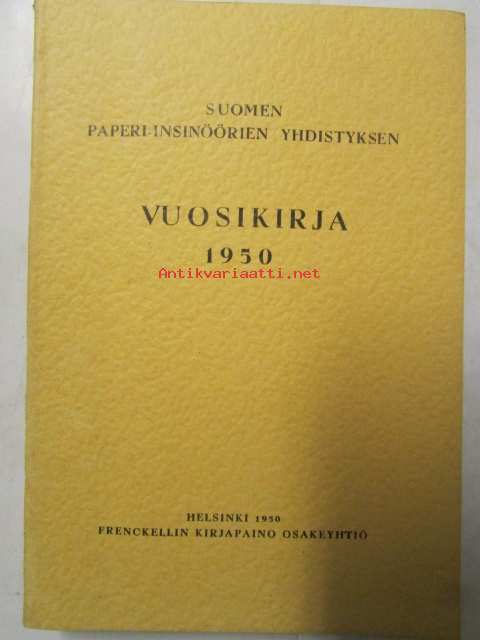 SUOMEN
PAPERI-INSINÖÖRIEN YHDISTYKSEN
VUOSIKIRJA
1950
Antikvariaatti.net
HELSINKI 1950
FRENCKELLIN KIRJAPAINO OSAKEYHTIÖ